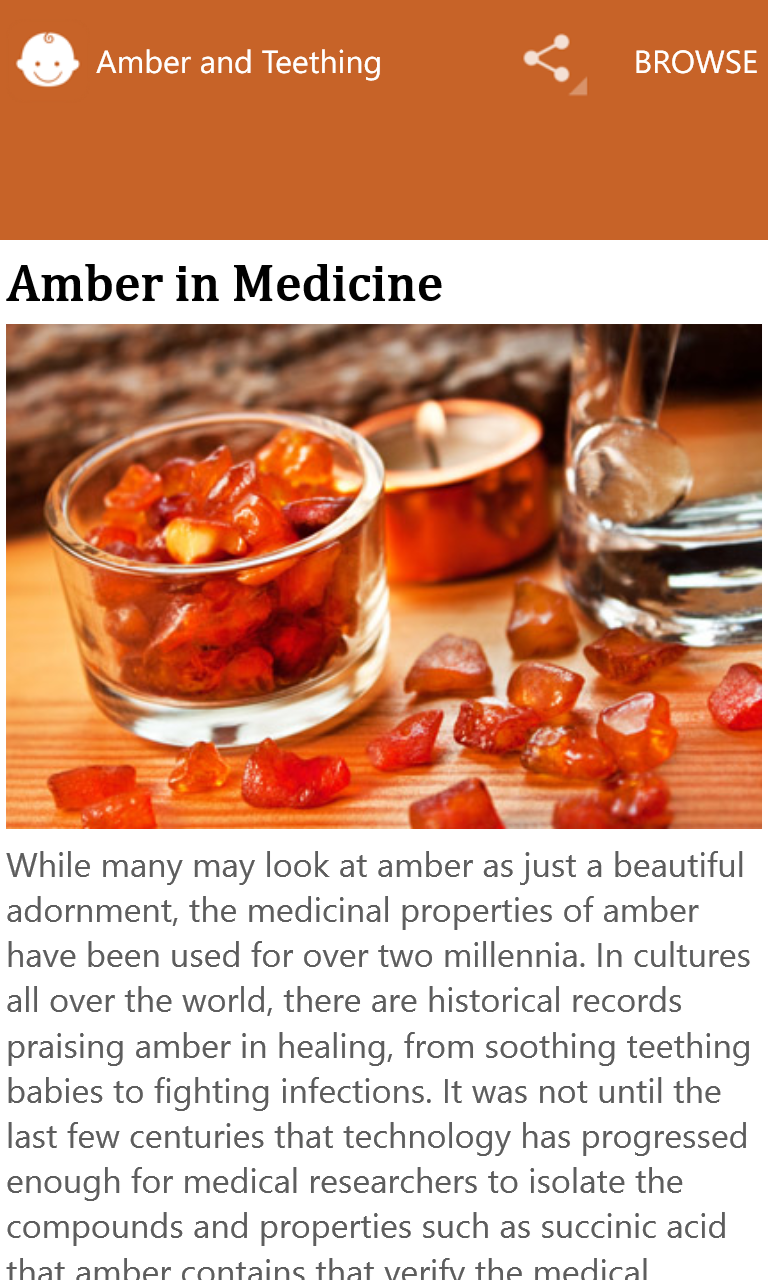 Amber and Teething
BROWSE
Amber in Medicine
While many may look at amber as just a beautiful
adornment, the medicinal properties of amber
have been used for over two millennia. In cultures
all over the world, there are historical records
praising amber in healing, from soothing teething
babies to fighting infections. It was not until the
last few centuries that technology has progressed
enough for medical researchers to isolate the
compounds and properties such as succinic acid
that amber contains that verify the medical